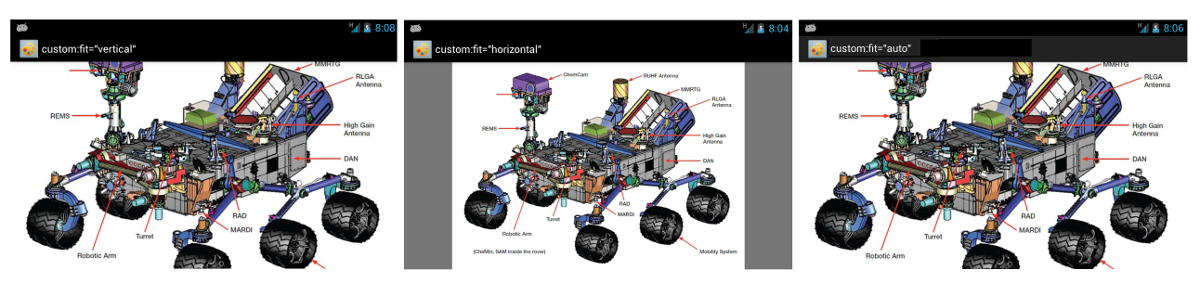 H 8:08
custom:fit="vertical"
MMRTG
RLGA
Antenna
REMS
High Gain
Antenna
DAN
RAD
MARDI
Turret
Robotic Arm
H 8:04
custom:fit="horizontal"
ChemCam
RUHF Antenna
MMRTG
RLGA
Antenna
REMS
High Gain
Antenna
DAN
RAD
MARDI
Turret
Robotic Arm
(CheMin, SAM inside the rover)
Mobility System
H 8:06
custom:fit="auto"
MMRTG
RLGA
Antenna
REMS
High Gain
Antenna
DAN
RAD
MARDI
Turret
Robotic Arm